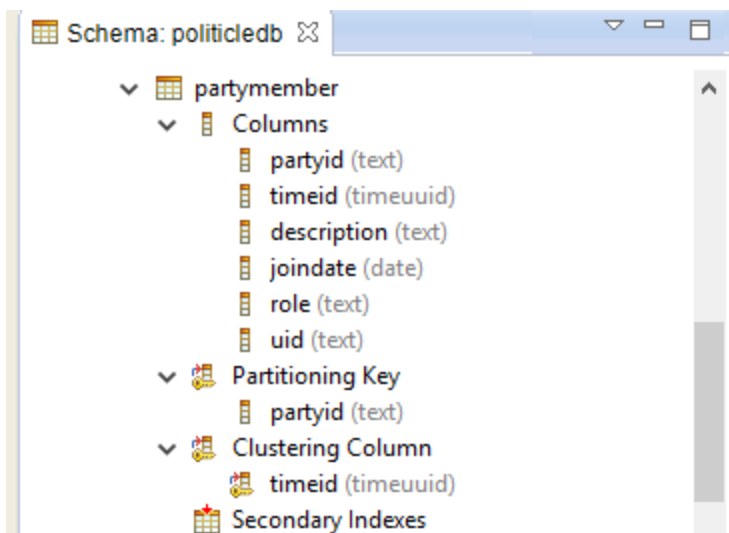 Schema: politicledb
partymember
Columns
partyid (text)
timeid (timeuuid)
description (text)
joindate (date)
role (text)
uid (text)
Partitioning Key
partyid (text)
Clustering Column
timeid (timeuuid)
Secondary Indexes